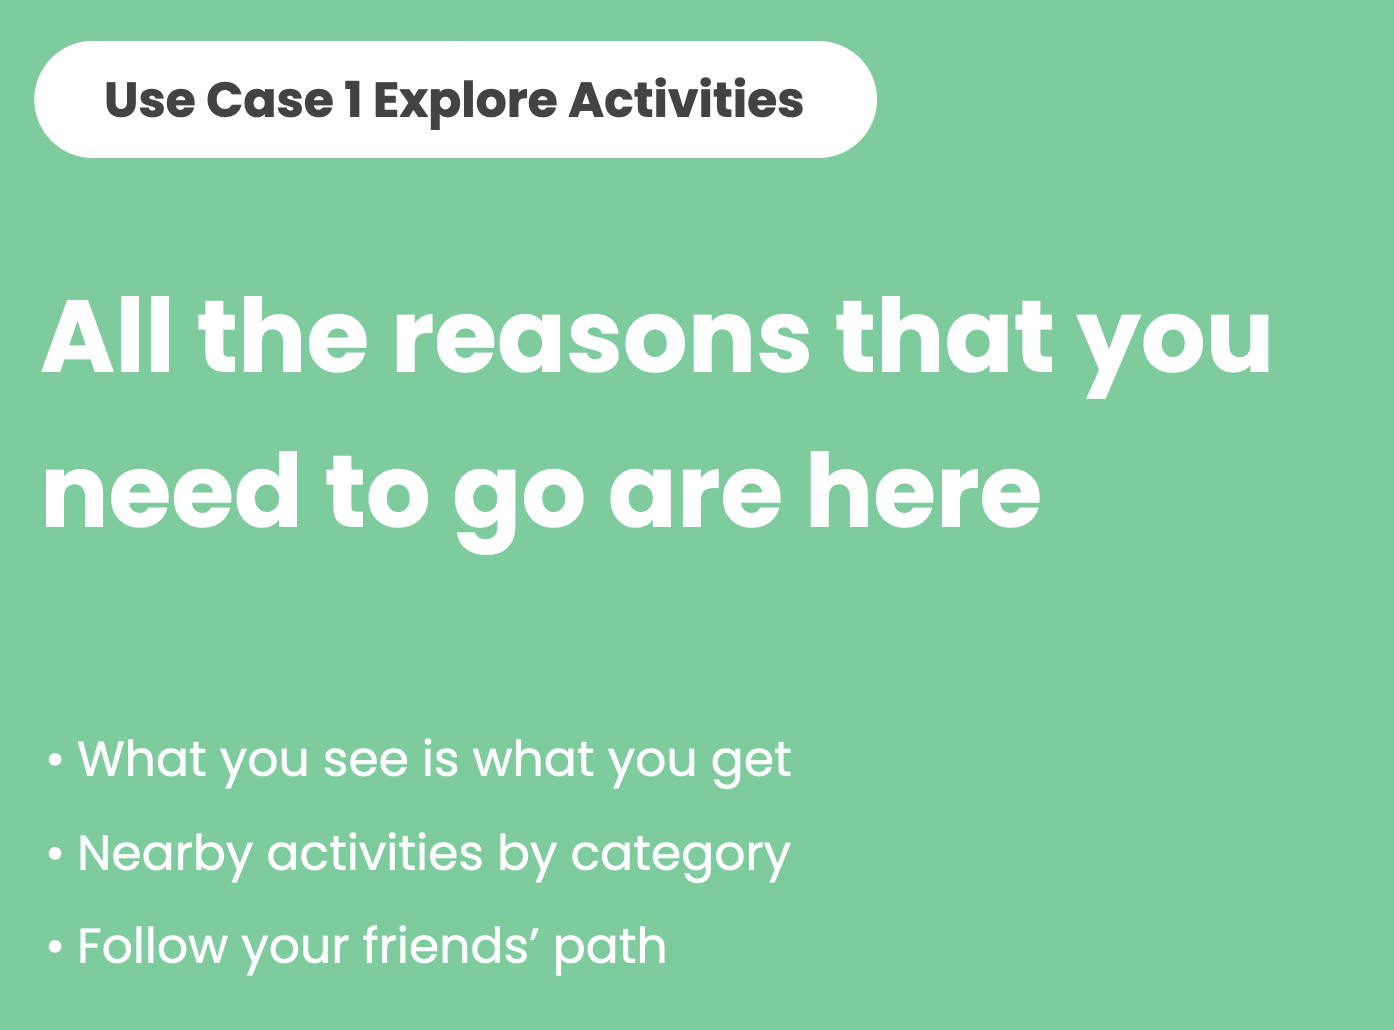 Use Case 1 Explore Activities
All the reasons that you
need to go are here
• What you see is what you get
• Nearby activities by category
• Follow your friends’ path